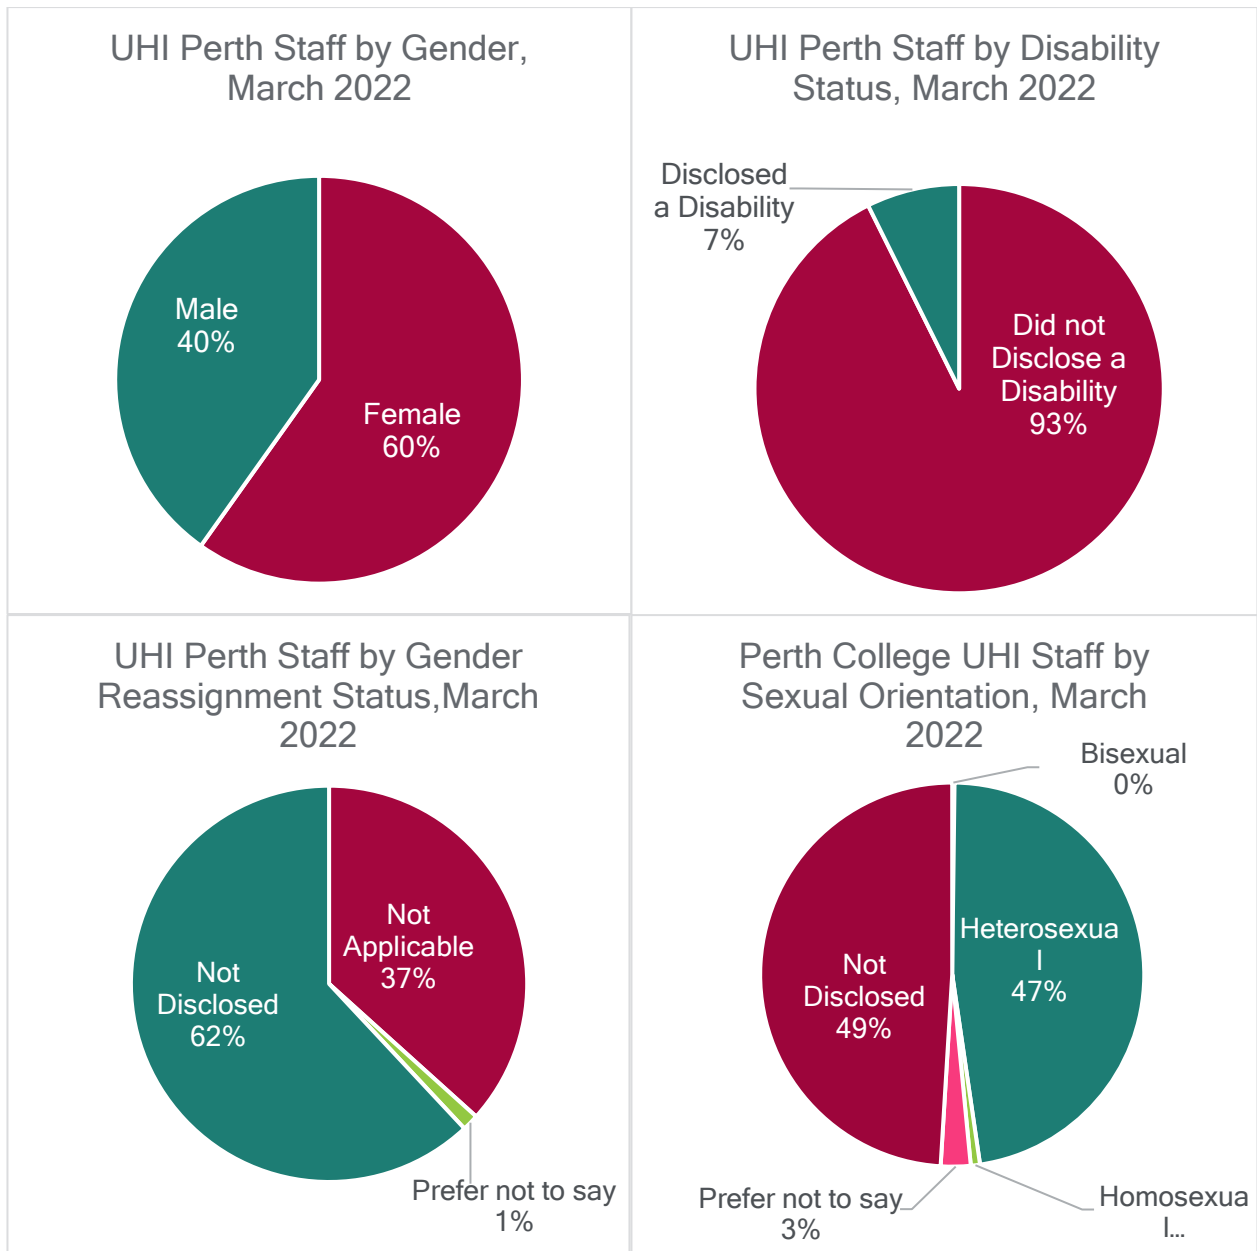 UHI Perth Staff by Gender,
March 2022
Male
40%
Female
60%
UHI Perth Staff by Disability
Status, March 2022
Disclosed
a Disability
7%
Did not
Disclose a
Disability
93%
UHI Perth Staff by Gender
Reassignment Status,March
2022
Not
Applicable
37%
Not
Disclosed
62%
Prefer not to say
1%
Perth College UHI Staff by
Sexual Orientation, March
2022
Bisexual
0%
Heterosexua
l
47%
Not
Disclosed
49%
Prefer not to say
3%
Homosexua
l...